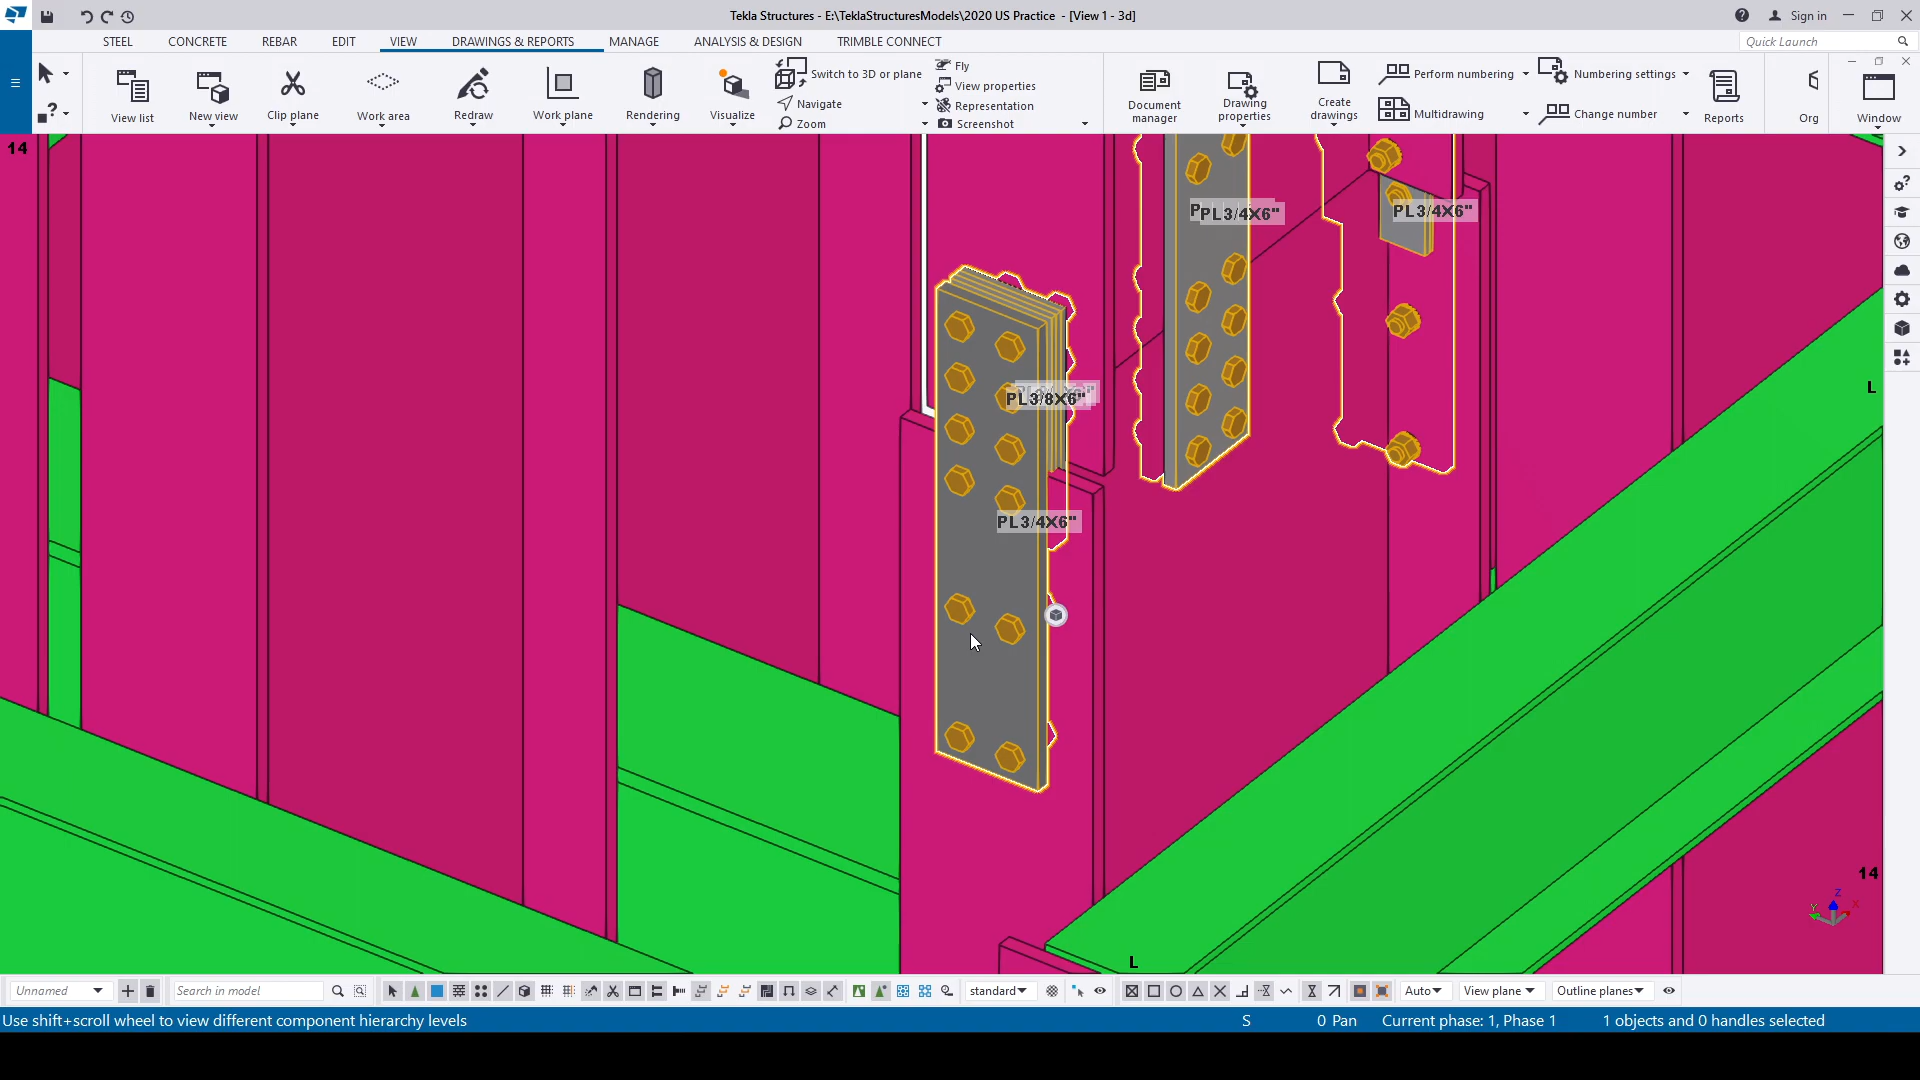 Tekla Structures - E:\TeklaStructuresModels\2020 US Practice - [View 1 - 3d]
Sign in
STEEL CONCRETE REBAR EDIT VIEW DRAWINGS & REPORTS MANAGE ANALYSIS & DESIGN TRIMBLE CONNECT
Quick Launch
View list
New view
Clip plane
Work area
Redraw
Work plane
Rendering
Visualize
Switch to 3D or plane
Navigate
Zoom
Fly
View properties
Representation
Screenshot
Document manager
Drawing properties
Create drawings
Perform numbering
Multidrawing
Numbering settings
Change number
Reports
Org
Window
14
PPL3/4X6"
PL3/4X6"
PL3/8X6"
PL3/4X6"
L
14
Z
Y
X
L
Unnamed
Search in model
standard
Auto
View plane
Outline planes
Use shift+scroll wheel to view different component hierarchy levels
S
0 Pan
Current phase: 1, Phase 1
1 objects and 0 handles selected